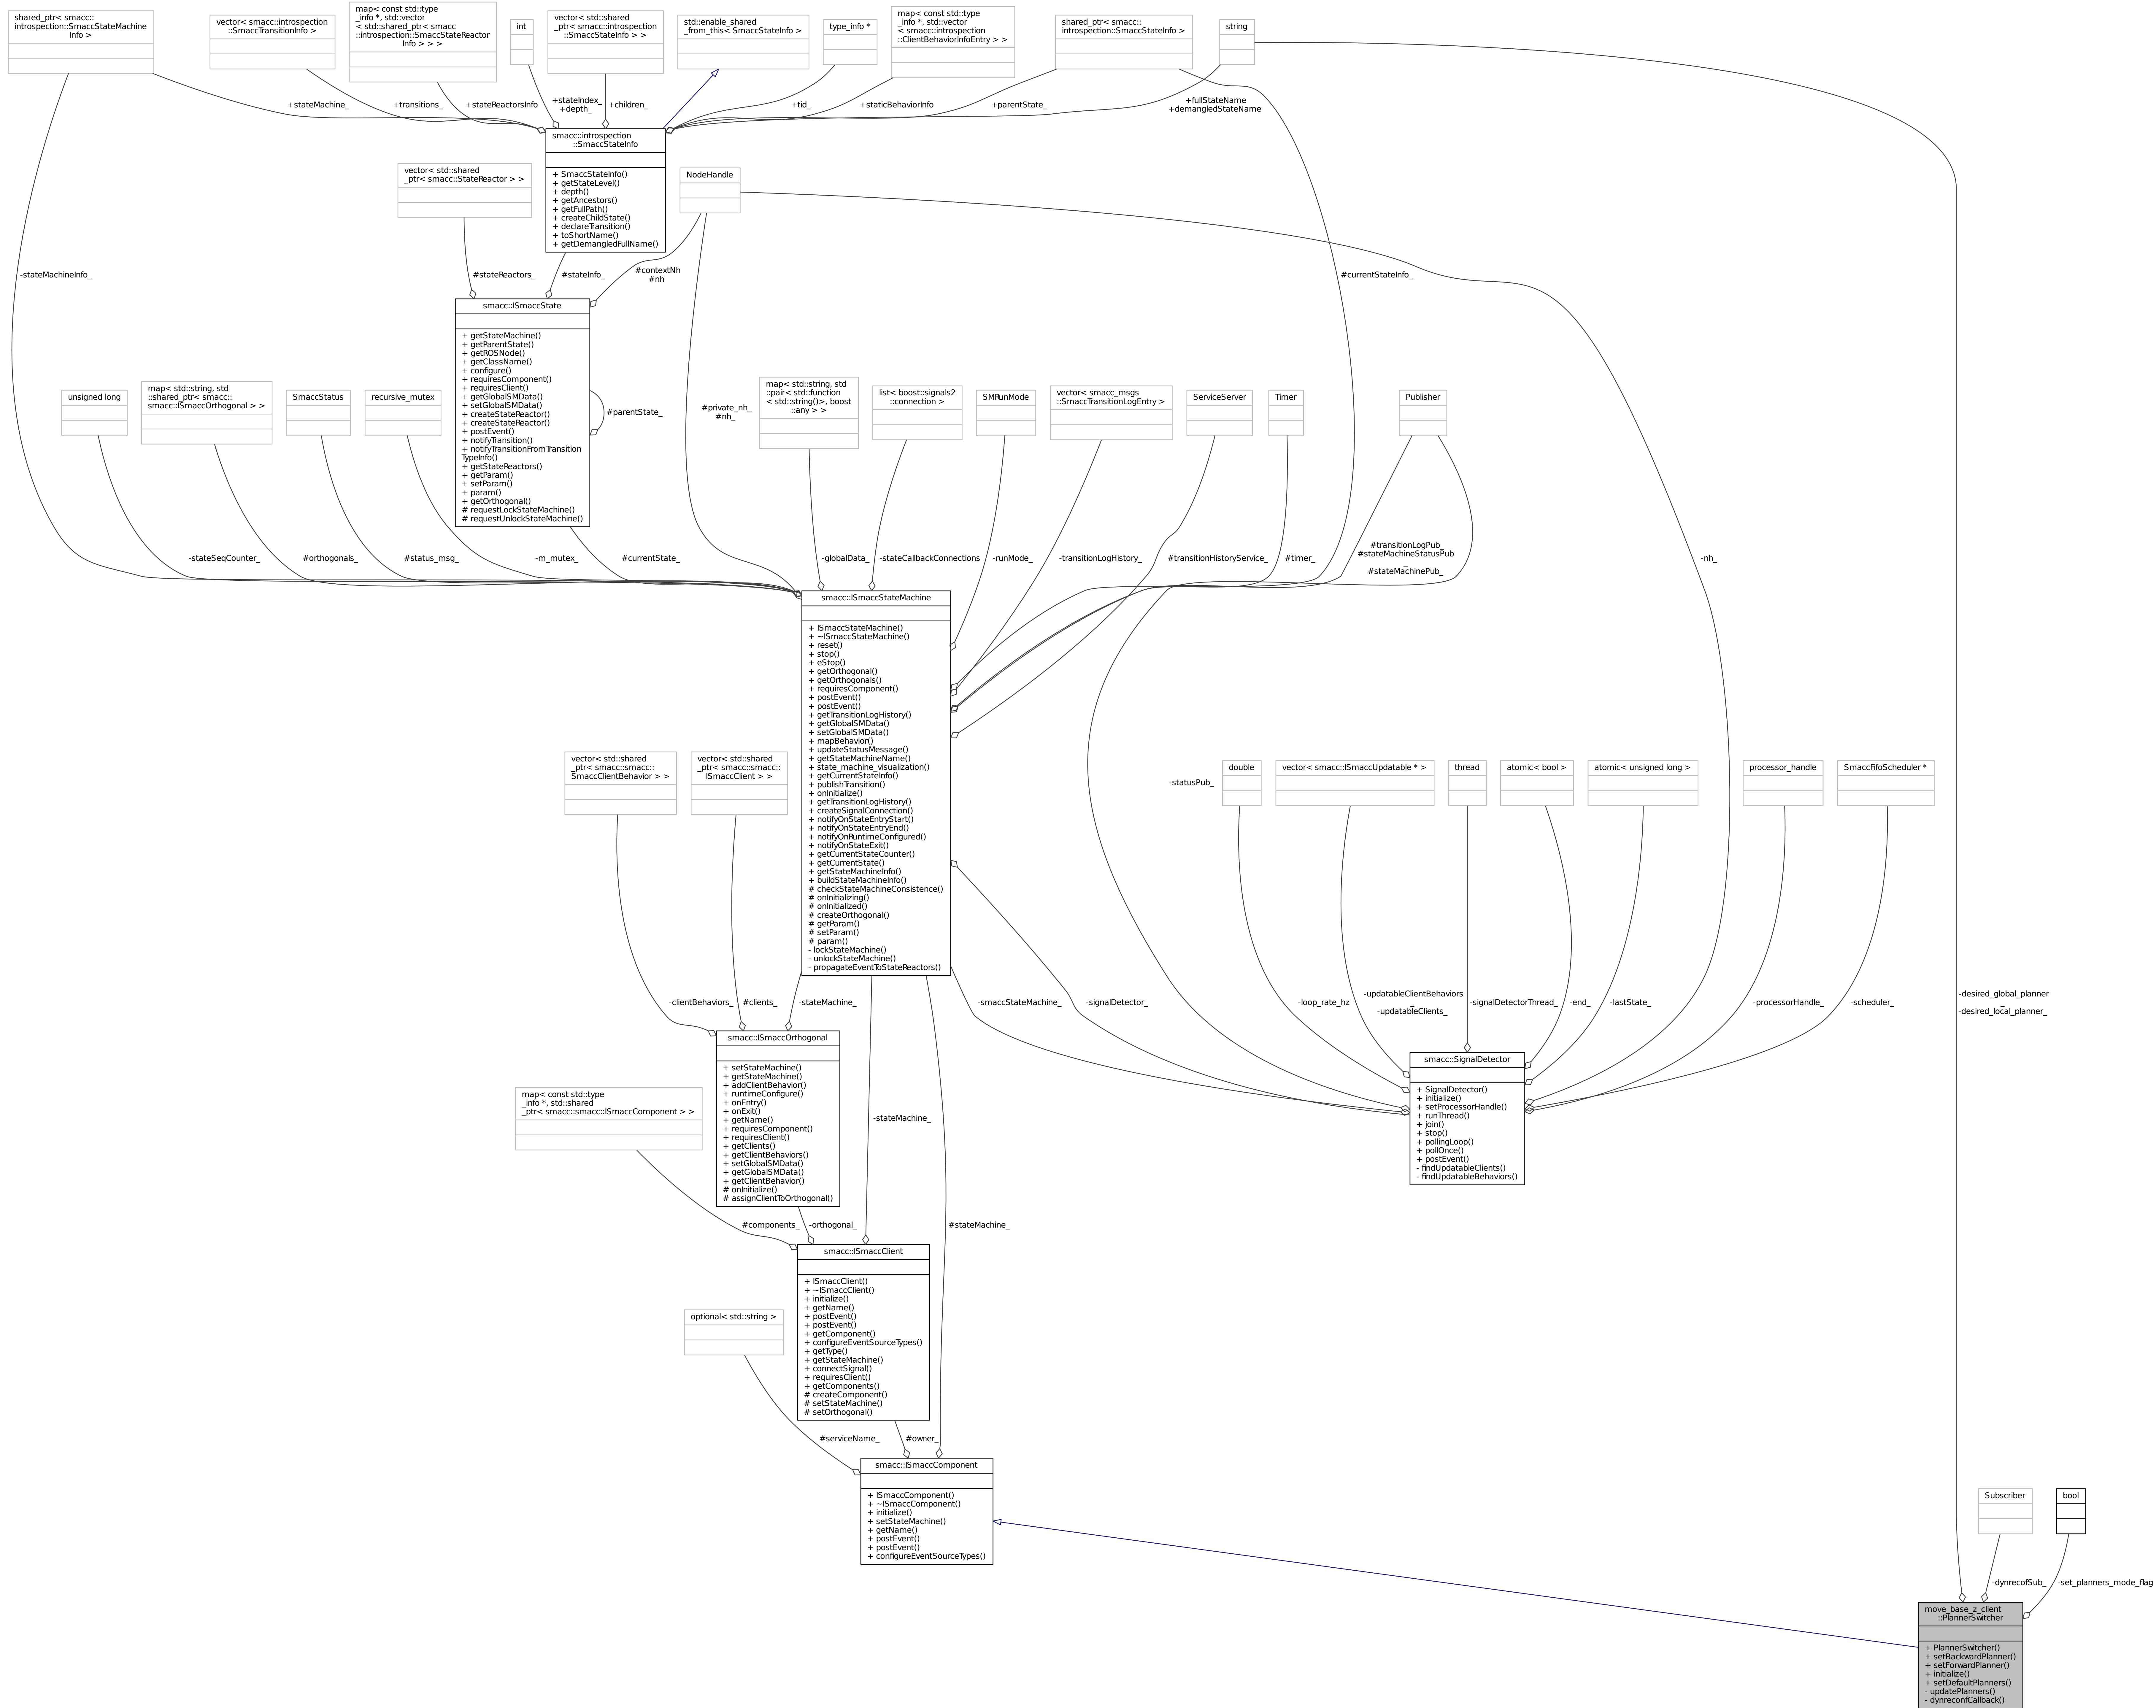 shared_ptr< smacc::
introspection::SmaccStateMachine
Info >
vector< smacc::introspection
::SmaccTransitionInfo >
map< const std::type
_info *, std::vector
< std::shared_ptr< smacc
::introspection::SmaccStateReactor
Info > > >
int
vector< std::shared
_ptr< smacc::introspection
::SmaccStateInfo > >
std::enable_shared
_from_this< SmaccStateInfo >
type_info *
map< const std::type
_info *, std::vector
< smacc::introspection
::ClientBehaviorInfoEntry > >
shared_ptr< smacc::
introspection::SmaccStateInfo >
string
+stateMachine_
+transitions_
+stateReactorsInfo
+stateIndex_
+depth_
+children_
+tid_
+staticBehaviorInfo
+parentState_
+fullStateName
+demangledStateName
smacc::introspection
::SmaccStateInfo
+ SmaccStateInfo()
+ getStateLevel()
+ depth()
+ getAncestors()
+ getFullPath()
+ createChildState()
+ declareTransition()
+ toShortName()
+ getDemangledFullName()
vector< std::shared
_ptr< smacc::StateReactor > >
NodeHandle
-stateMachineInfo_
#stateReactors_
#stateInfo_
#contextNh
#nh
#currentStateInfo_
smacc::ISmaccState
+ getStateMachine()
+ getParentState()
+ getROSNode()
+ getClassName()
+ configure()
+ requiresComponent()
+ requiresClient()
+ getGlobalSMData()
+ setGlobalSMData()
+ createStateReactor()
+ createStateReactor()
+ postEvent()
+ notifyTransition()
+ notifyTransitionFromTransition
TypeInfo()
+ getStateReactors()
+ getParam()
+ setParam()
+ param()
+ getOrthogonal()
# requestLockStateMachine()
# requestUnlockStateMachine()
#parentState_
unsigned long
map< std::string, std
::shared_ptr< smacc::
smacc::ISmaccOrthogonal > >
SmaccStatus
recursive_mutex
#private_nh_
#nh_
map< std::string, std
::pair< std::function
< std::string()>, boost
::any > >
list< boost::signals2
::connection >
SMRunMode
vector< smacc_msgs
::SmaccTransitionLogEntry >
ServiceServer
Timer
Publisher
-stateSeqCounter_
#orthogonals_
#status_msg_
-m_mutex_
#currentState_
-globalData_
-stateCallbackConnections
-runMode_
-transitionLogHistory_
#transitionHistoryService_
#timer_
#transitionLogPub_
#stateMachineStatusPub
_
#stateMachinePub_
-nh_
smacc::ISmaccStateMachine
+ ISmaccStateMachine()
+ ~ISmaccStateMachine()
+ reset()
+ stop()
+ eStop()
+ getOrthogonal()
+ getOrthogonals()
+ requiresComponent()
+ postEvent()
+ postEvent()
+ getTransitionLogHistory()
+ getGlobalSMData()
+ setGlobalSMData()
+ mapBehavior()
+ updateStatusMessage()
+ getStateMachineName()
+ state_machine_visualization()
+ getCurrentStateInfo()
+ publishTransition()
+ onInitialize()
+ getTransitionLogHistory()
+ createSignalConnection()
+ notifyOnStateEntryStart()
+ notifyOnStateEntryEnd()
+ notifyOnRuntimeConfigured()
+ notifyOnStateExit()
+ getCurrentStateCounter()
+ getCurrentState()
+ getStateMachineInfo()
+ buildStateMachineInfo()
# checkStateMachineConsistence()
# onInitializing()
# onInitialized()
# createOrthogonal()
# getParam()
# setParam()
# param()
- lockStateMachine()
- unlockStateMachine()
- propagateEventToStateReactors()
vector< std::shared
_ptr< smacc::smacc::
SmaccClientBehavior > >
vector< std::shared
_ptr< smacc::smacc::
ISmaccClient > >
-statusPub_
double
vector< smacc::ISmaccUpdatable * >
thread
atomic< bool >
atomic< unsigned long >
processor_handle
SmaccFifoScheduler *
-clientBehaviors_
#clients_
-stateMachine_
-smaccStateMachine_
-signalDetector_
-loop_rate_hz
-updatableClientBehaviors
_
-updatableClients_
-signalDetectorThread_
-end_
-lastState_
-processorHandle_
-scheduler_
-desired_global_planner
_
-desired_local_planner_
smacc::ISmaccOrthogonal
+ setStateMachine()
+ getStateMachine()
+ addClientBehavior()
+ runtimeConfigure()
+ onEntry()
+ onExit()
+ getName()
+ requiresComponent()
+ requiresClient()
+ getClients()
+ getClientBehaviors()
+ setGlobalSMData()
+ getGlobalSMData()
+ getClientBehavior()
# onInitialize()
# assignClientToOrthogonal()
smacc::SignalDetector
+ SignalDetector()
+ initialize()
+ setProcessorHandle()
+ runThread()
+ join()
+ stop()
+ pollingLoop()
+ pollOnce()
+ postEvent()
- findUpdatableClients()
- findUpdatableBehaviors()
map< const std::type
_info *, std::shared
_ptr< smacc::smacc::ISmaccComponent > >
-stateMachine_
#components_
-orthogonal_
#stateMachine_
smacc::ISmaccClient
+ ISmaccClient()
+ ~ISmaccClient()
+ initialize()
+ getName()
+ postEvent()
+ postEvent()
+ getComponent()
+ configureEventSourceTypes()
+ getType()
+ getStateMachine()
+ connectSignal()
+ requiresClient()
+ getComponents()
# createComponent()
# setStateMachine()
# setOrthogonal()
optional< std::string >
#serviceName_
#owner_
smacc::ISmaccComponent
+ ISmaccComponent()
+ ~ISmaccComponent()
+ initialize()
+ setStateMachine()
+ getName()
+ postEvent()
+ postEvent()
+ configureEventSourceTypes()
Subscriber
bool
-dynrecofSub_
-set_planners_mode_flag
move_base_z_client
::PlannerSwitcher
+ PlannerSwitcher()
+ setBackwardPlanner()
+ setForwardPlanner()
+ initialize()
+ setDefaultPlanners()
- updatePlanners()
- dynreconfCallback()